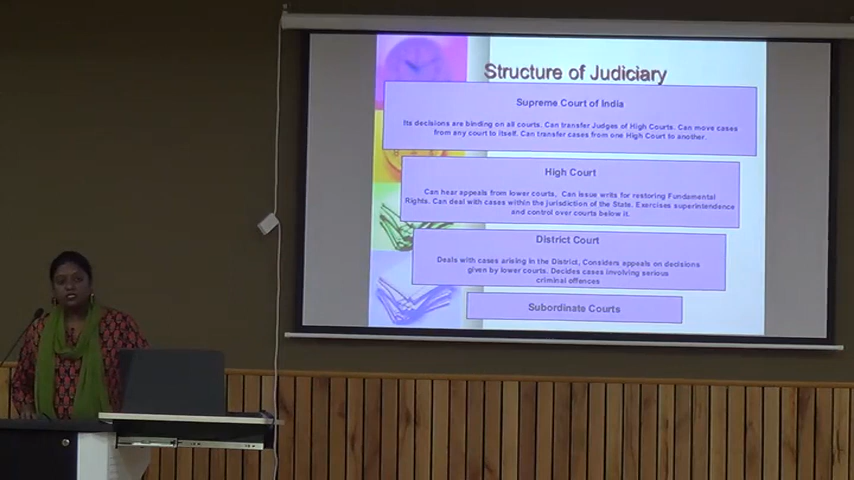 Structure of Judiciary
Supreme Court of India
Its decisions are binding on all courts. Can transfer Judges of High Courts. Can move cases
from any court to itself. Can transfer cases from one High Court to another.
High Court
Can hear appeals from lower courts, Can issue writs for restoring Fundamental
Rights. Can deal with cases within the jurisdiction of the State. Exercises superintendence
and control over courts below it.
District Court
Deals with cases arising in the District, Considers appeals on decisions
given by lower courts. Decides cases involving serious
criminal offences
Subordinate Courts